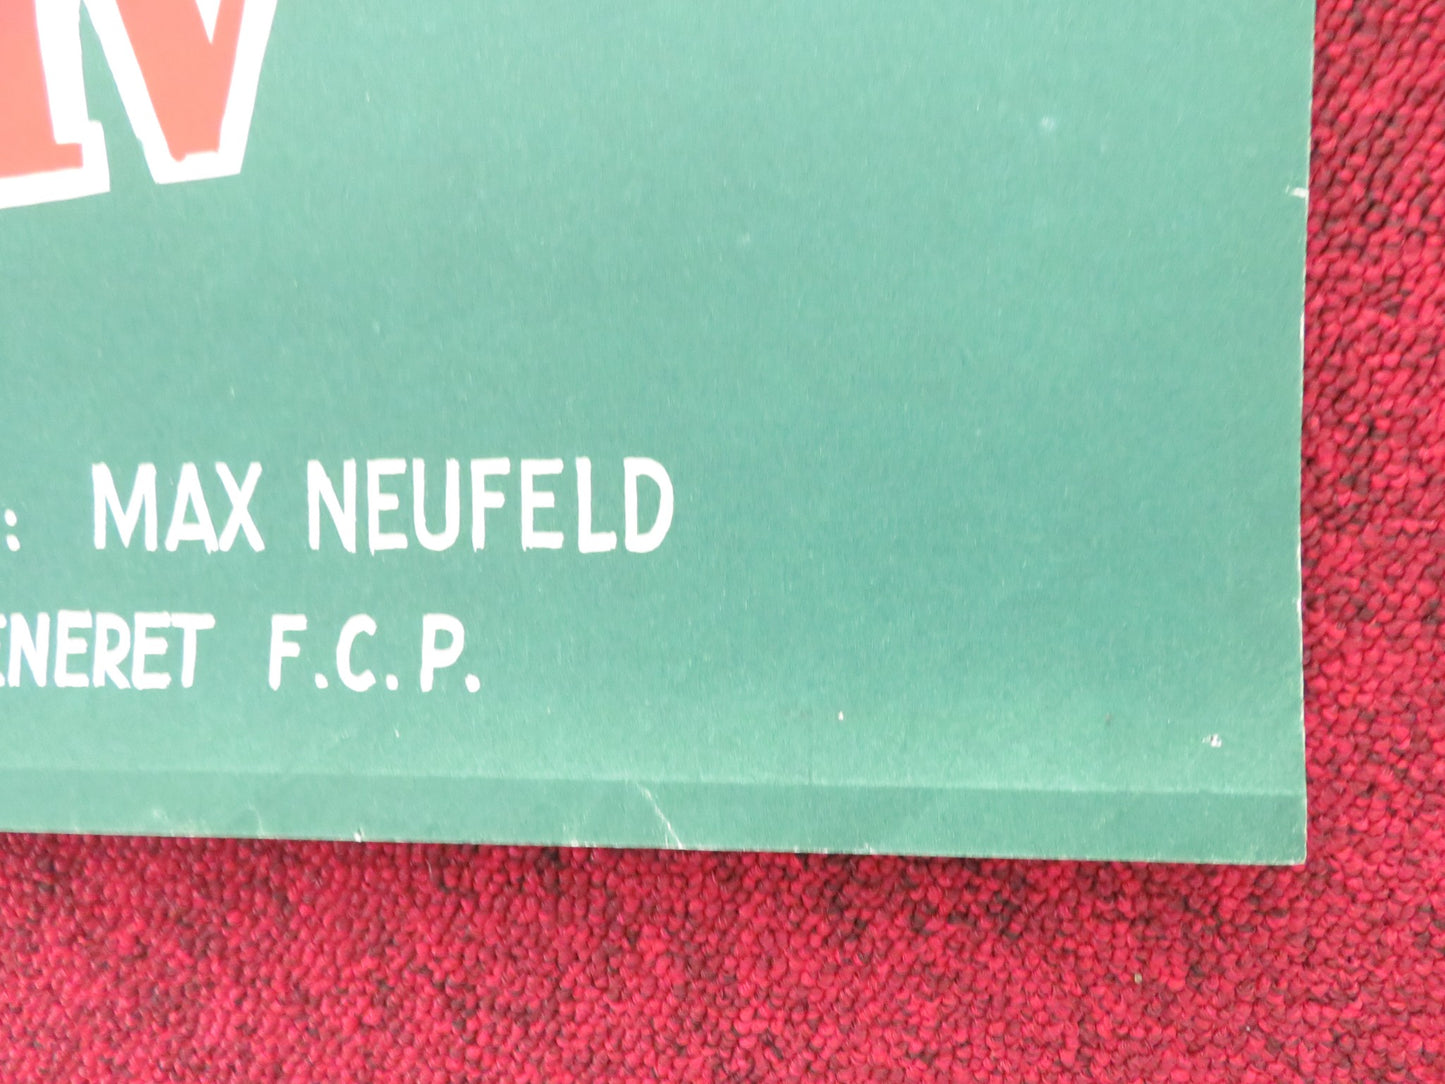 : MAX NEUFELD
ENERET F.C.P.